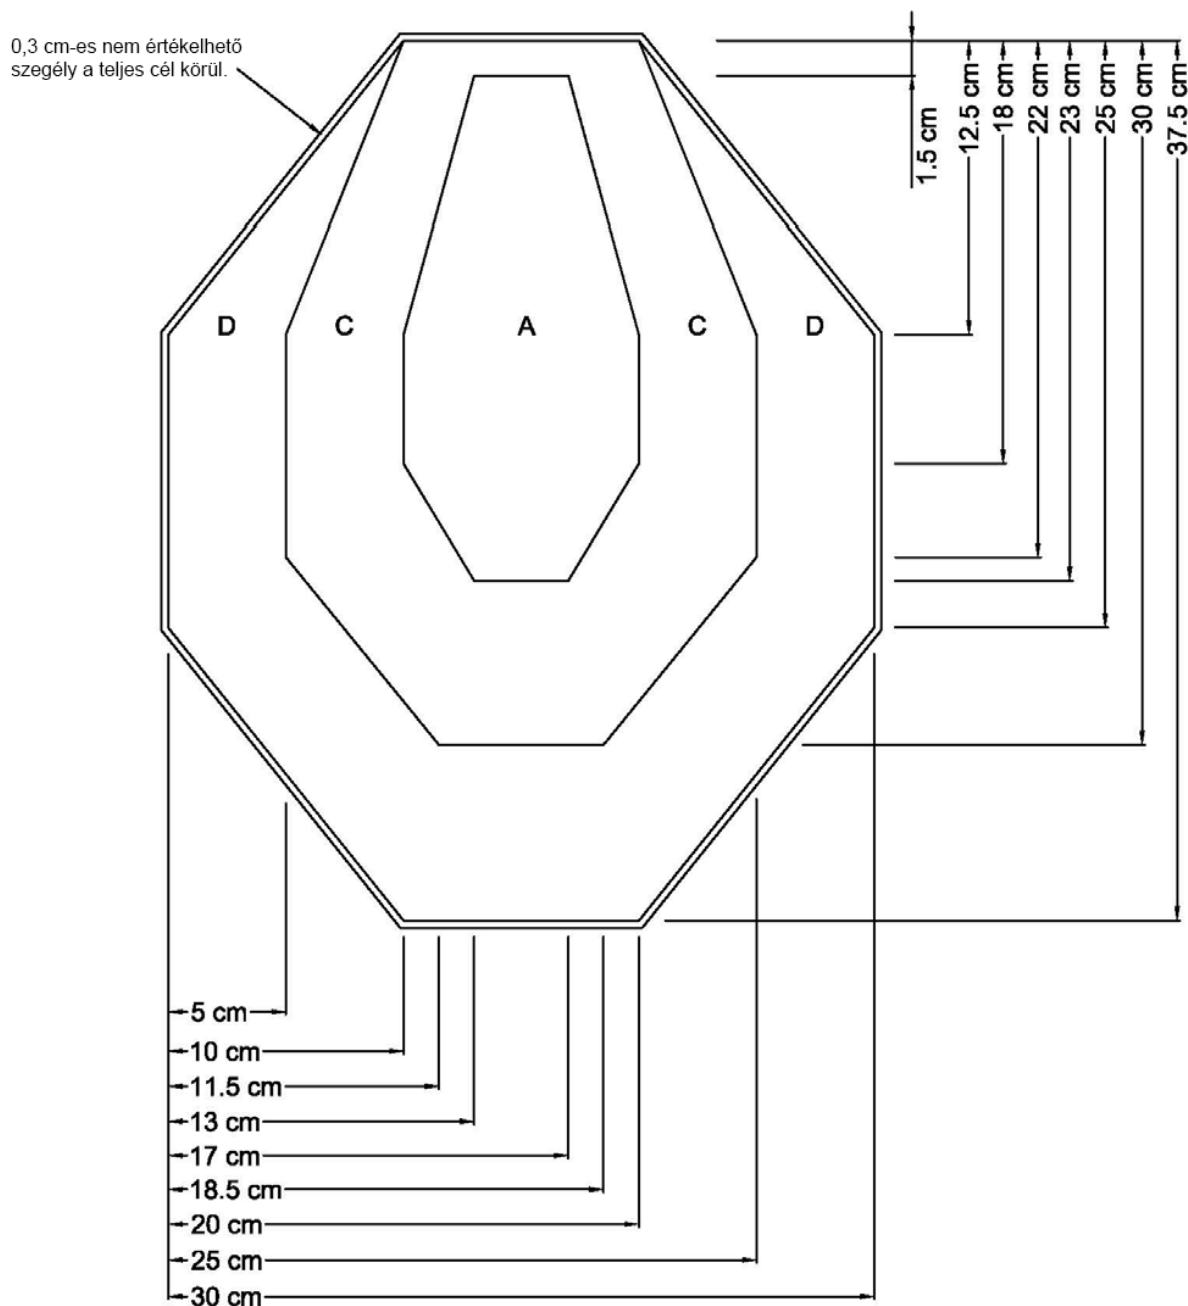 0,3 cm-es nem értékelhető
szegély a teljes cél körül.
1.5 cm
12.5 cm
18 cm
22 cm
23 cm
25 cm
30 cm
37.5 cm
D
C
A
C
D
5 cm
10 cm
11.5 cm
13 cm
17 cm
18.5 cm
20 cm
25 cm
30 cm